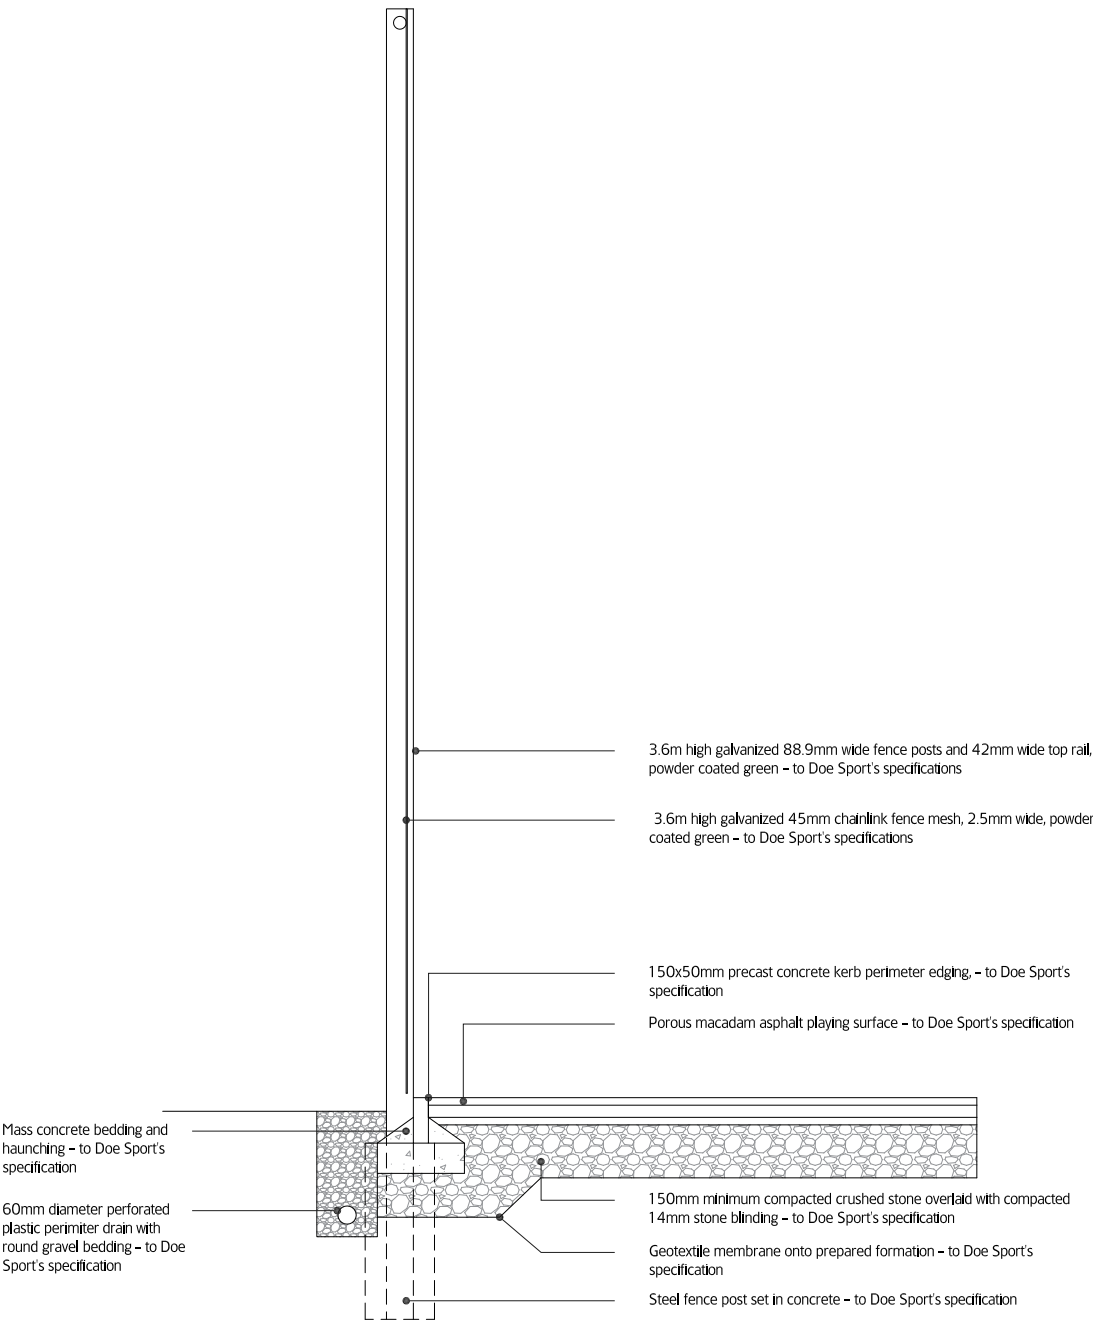 3.6m high galvanized 88.9mm wide fence posts and 42mm wide top rail,
powder coated green – to Doe Sport's specifications
3.6m high galvanized 45mm chainlink fence mesh, 2.5mm wide, powder
coated green – to Doe Sport's specifications
150x50mm precast concrete kerb perimeter edging, – to Doe Sport's
specification
Porous macadam asphalt playing surface – to Doe Sport's specification
Mass concrete bedding and
haunching – to Doe Sport's
specification
60mm diameter perforated
plastic perimiter drain with
round gravel bedding – to Doe
Sport's specification
150mm minimum compacted crushed stone overlaid with compacted
14mm stone blinding – to Doe Sport's specification
Geotextile membrane onto prepared formation – to Doe Sport's
specification
Steel fence post set in concrete – to Doe Sport's specification